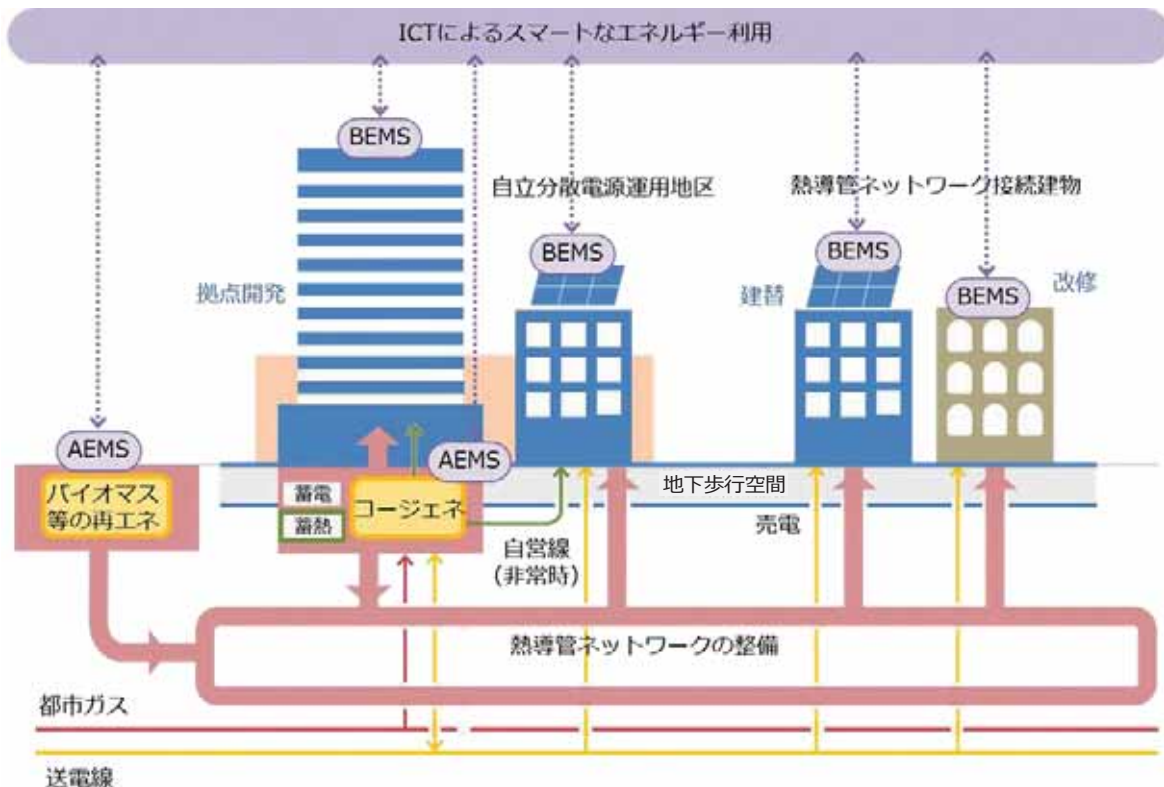 ICTによるスマートなエネルギー利用
BEMS
自立分散電源運用地区
熱導管ネットワーク接続建物
BEMS
BEMS
拠点開発
建替
BEMS
改修
AEMS
AEMS
バイオマス
等の再エネ
蓄電
蓄熱
コージェネ
地下歩行空間
自営線
(非常時)
売電
熱導管ネットワークの整備
都市ガス
送電線